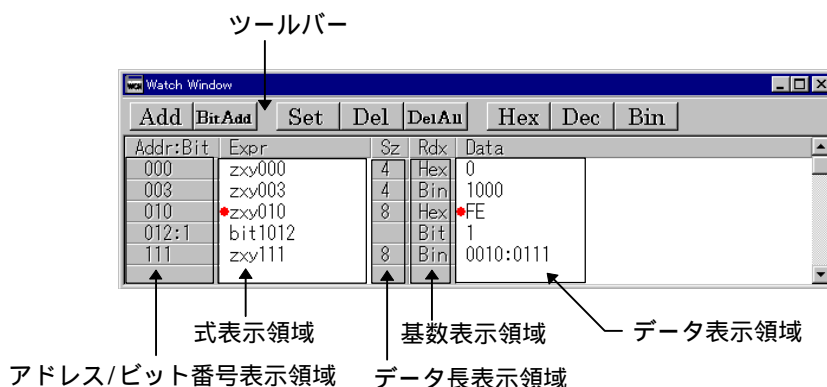 ツールバー
Watch Window
Add BitAdd Set Del DelAll Hex Dec Bin
Addr:Bit Expr Sz Rdx Data
000 zxy000 4 Hex 0
003 zxy003 4 Bin 1000
010 zxy010 8 Hex FE
012:1 bit1012 Bit 1
111 zxy111 8 Bin 0010:0111
式表示領域 基数表示領域 データ表示領域
アドレス/ビット番号表示領域 データ長表示領域